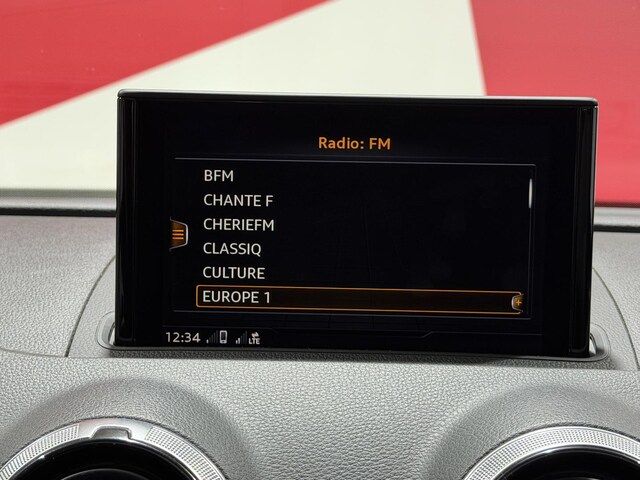 Radio: FM
BFM
CHANTE F
CHERIEFM
CLASSIQ
CULTURE
EUROPE 1
12:34 LTE